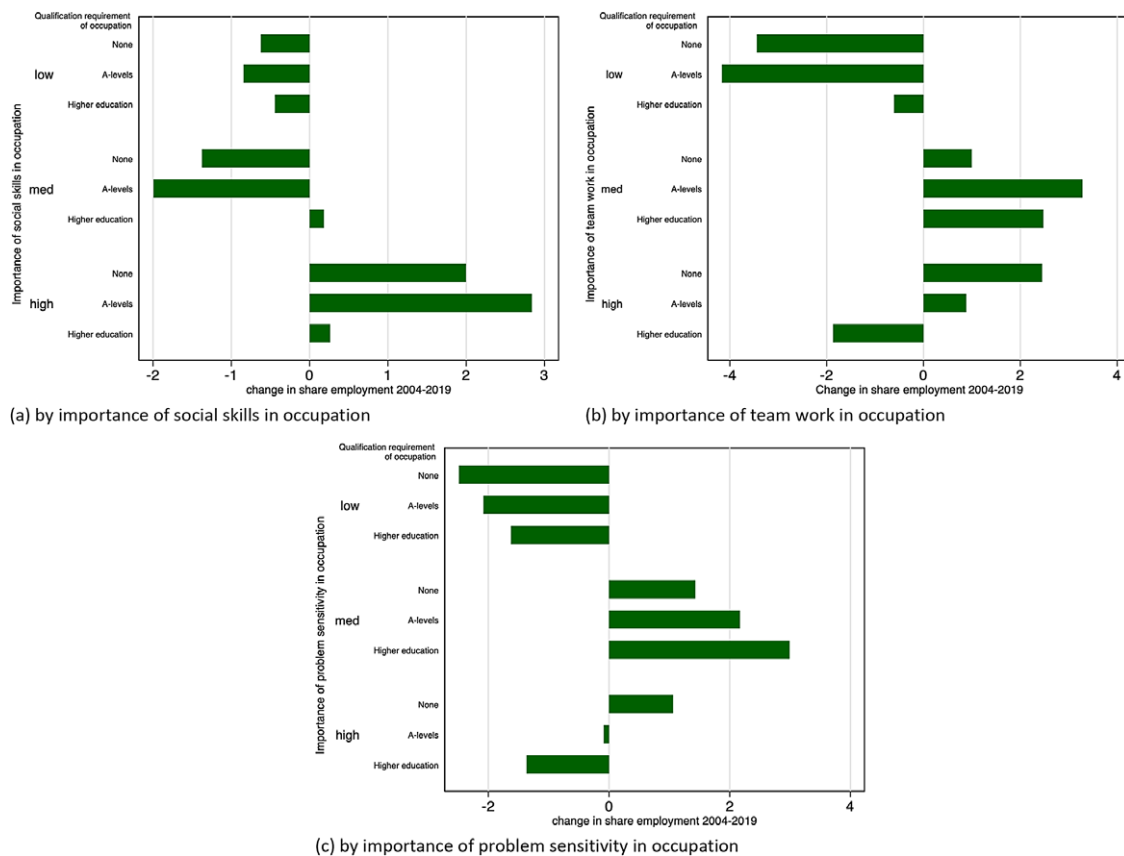 Qualification requirement
of occupation
Importance of social skills in occupation
low
None
A-levels
Higher education
med
None
A-levels
Higher education
high
None
A-levels
Higher education
-2 -1 0 1 2 3
change in share employment 2004-2019
(a) by importance of social skills in occupation
Qualification requirement
of occupation
Importance of team work in occupation
low
None
A-levels
Higher education
med
None
A-levels
Higher education
high
None
A-levels
Higher education
-4 -2 0 2 4
Change in share employment 2004-2019
(b) by importance of team work in occupation
Qualification requirement
of occupation
Importance of problem sensitivity in occupation
low
None
A-levels
Higher education
med
None
A-levels
Higher education
high
None
A-levels
Higher education
-2 0 2 4
change in share employment 2004-2019
(c) by importance of problem sensitivity in occupation